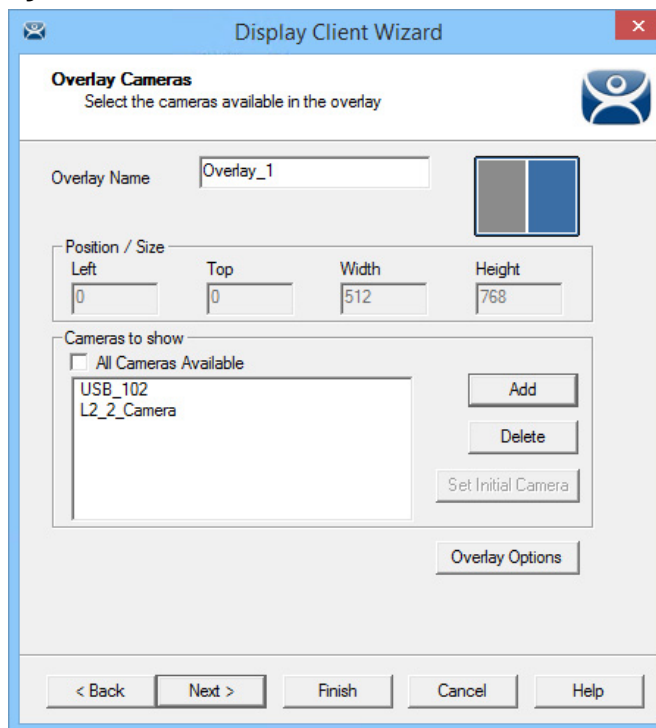 Display Client Wizard
Overlay Cameras
Select the cameras available in the overlay
Overlay Name Overlay_1
Position / Size
Left Top Width Height
0 0 512 768
Cameras to show
All Cameras Available
USB_102
L2_2_Camera
Add
Delete
Set Initial Camera
Overlay Options
< Back Next > Finish Cancel Help